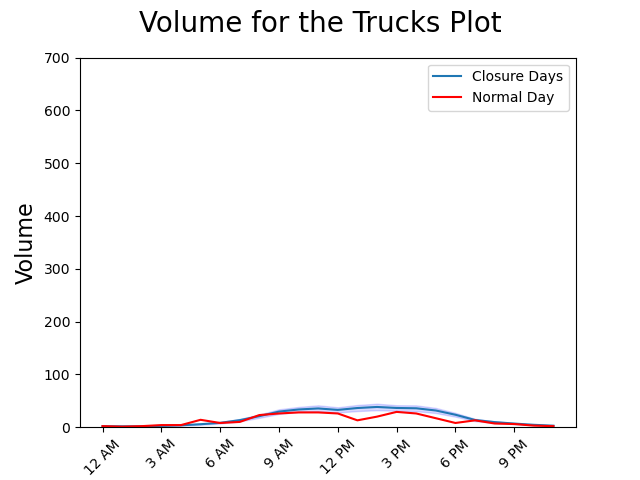 Volume for the Trucks Plot
Closure Days
Normal Day
Volume
700
600
500
400
300
200
100
0
12 AM
3 AM
6 AM
9 AM
12 PM
3 PM
6 PM
9 PM